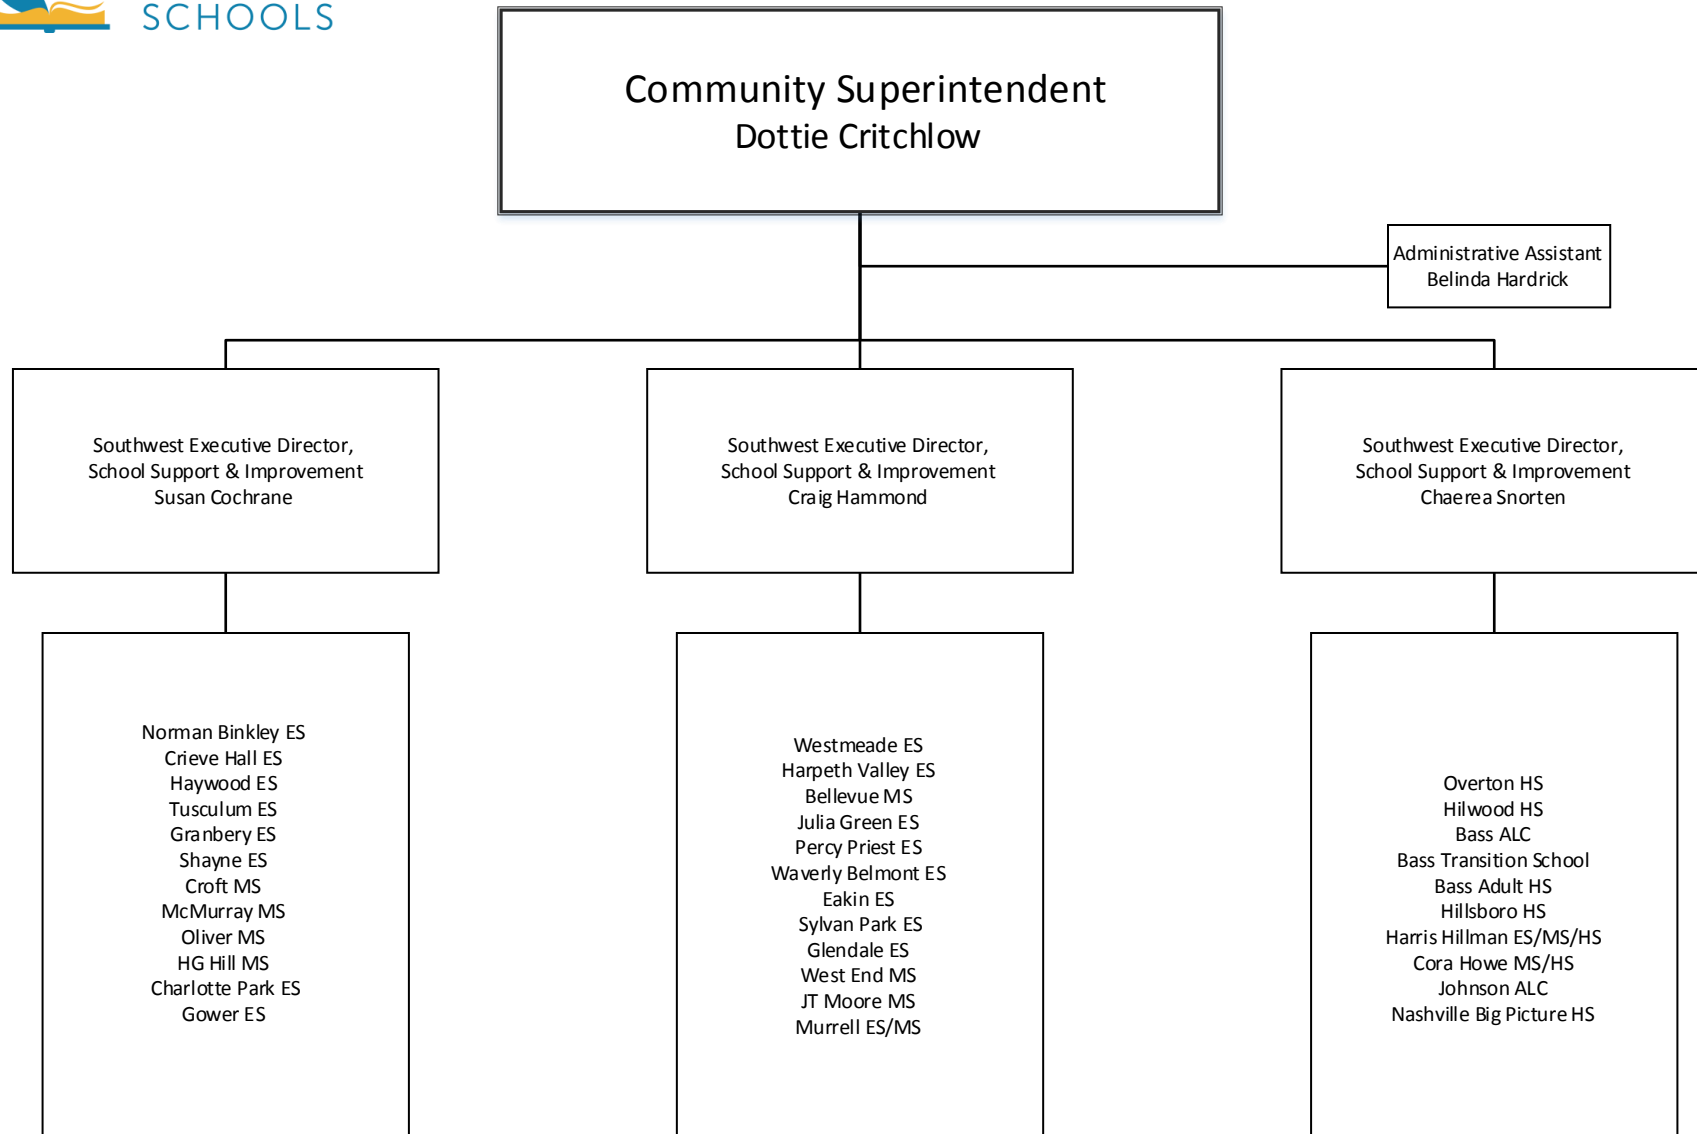 SCHOOLS
Community Superintendent
Dottie Critchlow
Administrative Assistant
Belinda Hardrick
Southwest Executive Director,
School Support & Improvement
Susan Cochrane
Southwest Executive Director,
School Support & Improvement
Craig Hammond
Southwest Executive Director,
School Support & Improvement
Chaerea Snorten
Norman Binkley ES
Crieve Hall ES
Haywood ES
Tusculum ES
Granbery ES
Shayne ES
Croft MS
McMurray MS
Oliver MS
HG Hill MS
Charlotte Park ES
Gower ES
Westmeade ES
Harpeth Valley ES
Bellevue MS
Julia Green ES
Percy Priest ES
Waverly Belmont ES
Eakin ES
Sylvan Park ES
Glendale ES
West End MS
JT Moore MS
Murrell ES/MS
Overton HS
Hilwood HS
Bass ALC
Bass Transition School
Bass Adult HS
Hillsboro HS
Harris Hillman ES/MS/HS
Cora Howe MS/HS
Johnson ALC
Nashville Big Picture HS